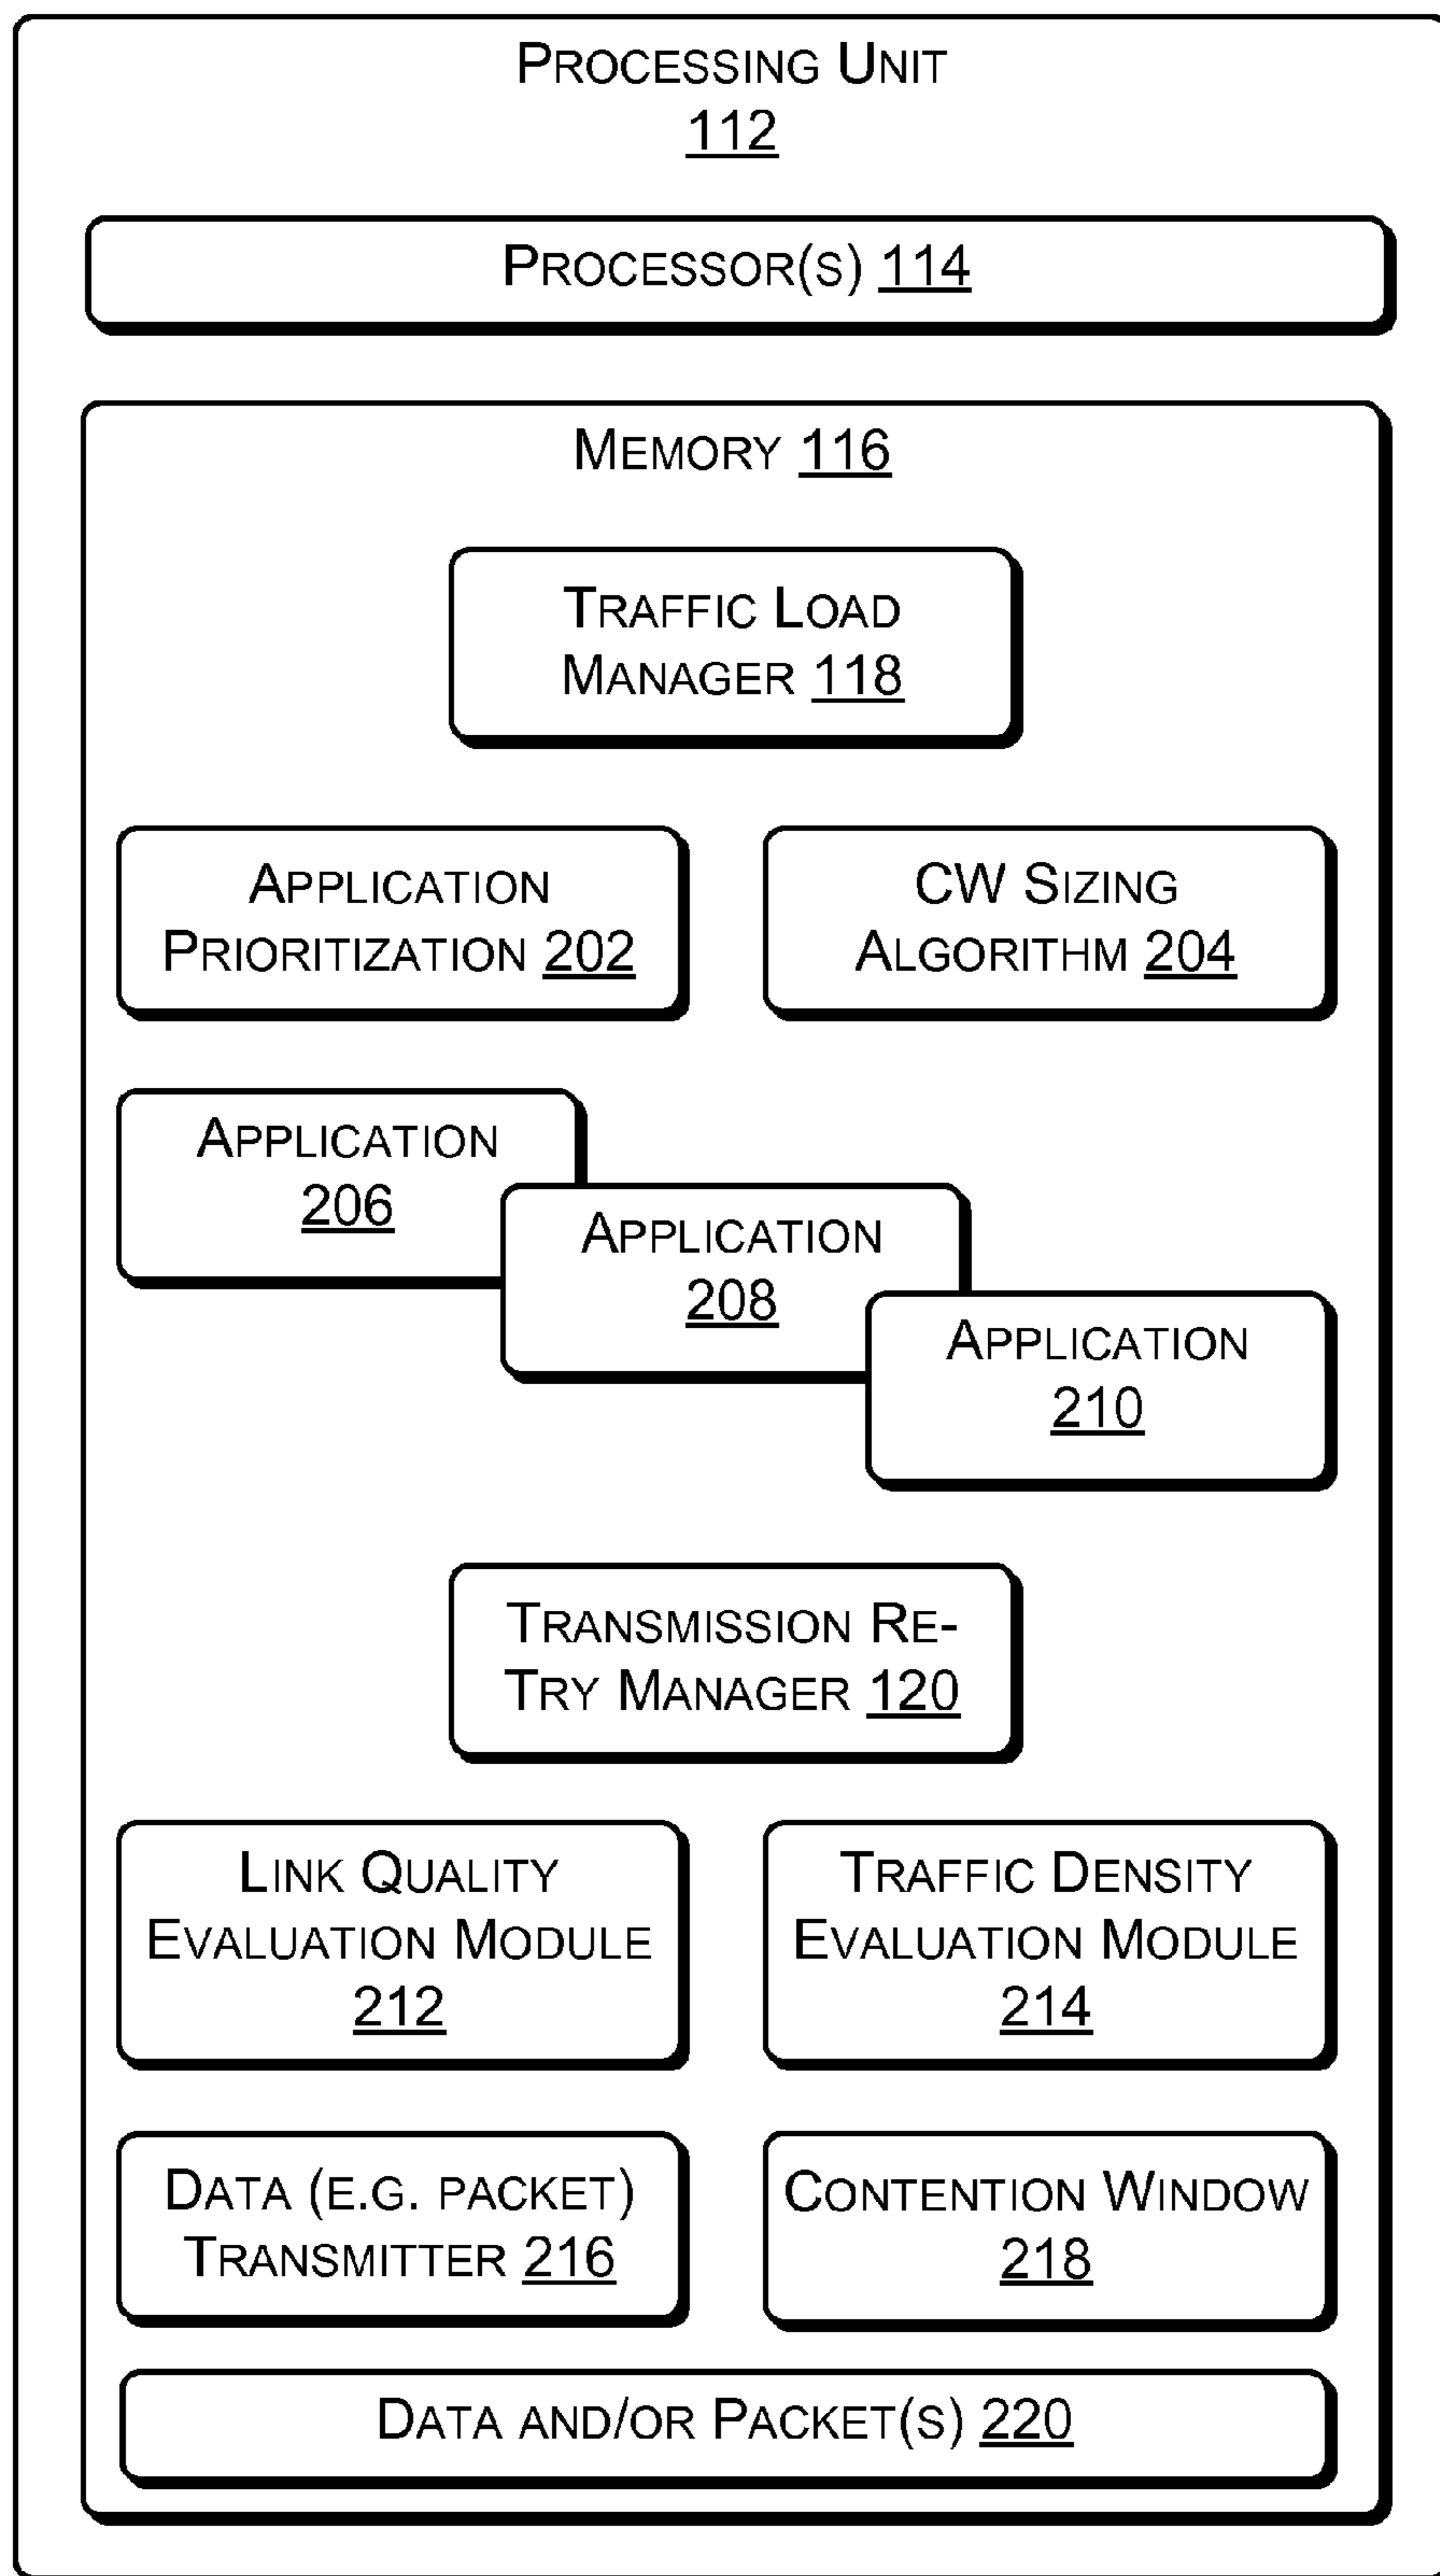 PROCESSING UNIT
112
PROCESSOR(S) 114
MEMORY 116
TRAFFIC LOAD
MANAGER 118
APPLICATION
PRIORITIZATION 202
CW SIZING
ALGORITHM 204
APPLICATION
206
APPLICATION
208
APPLICATION
210
TRANSMISSION RE-
TRY MANAGER 120
LINK QUALITY
EVALUATION MODULE
212
TRAFFIC DENSITY
EVALUATION MODULE
214
DATA (E.G. PACKET)
TRANSMITTER 216
CONTENTION WINDOW
218
DATA AND/OR PACKET(S) 220